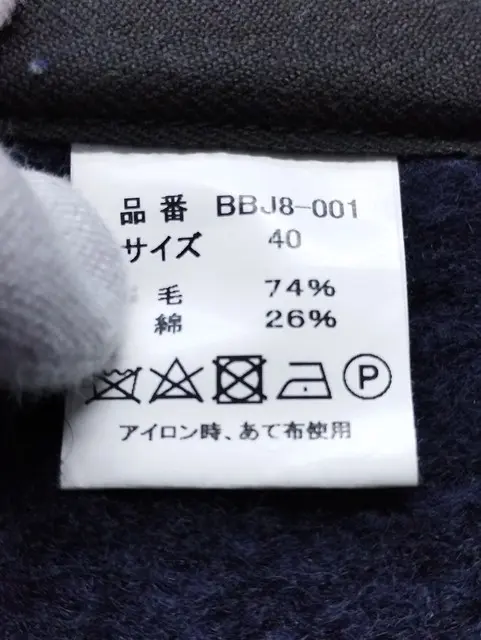 品番 BBJ8-001
サイズ 40
毛 74%
綿 26%
P
アイロン時、あて布使用